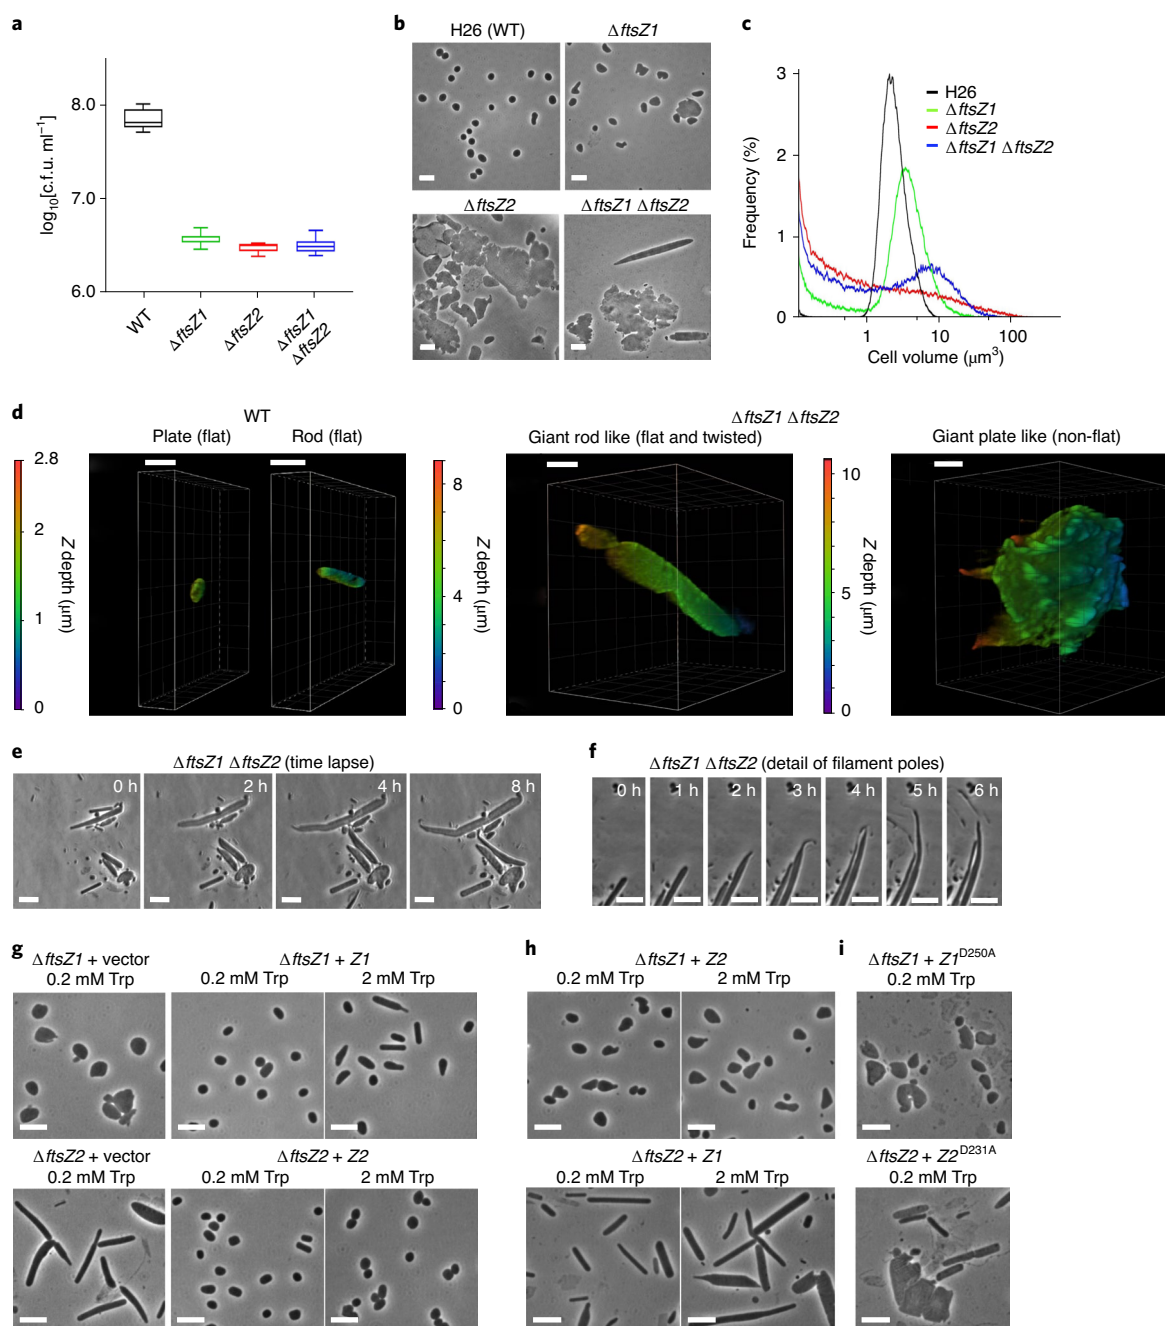 a
log10[c.f.u. ml−1]
8.0
7.0
6.0
WT
ΔftsZ1
ΔftsZ2
ΔftsZ1
ΔftsZ2
b
H26 (WT)
ΔftsZ1
ΔftsZ2
ΔftsZ1 ΔftsZ2
c
Frequency (%)
3
2
1
0
H26
ΔftsZ1
ΔftsZ2
ΔftsZ1 ΔftsZ2
1
10
100
Cell volume (μm3)
d
WT
Plate (flat)
Rod (flat)
ΔftsZ1 ΔftsZ2
Giant rod like (flat and twisted)
Giant plate like (non-flat)
2.8
2
1
0
Z depth (μm)
8
4
0
Z depth (μm)
10
5
0
Z depth (μm)
e
ΔftsZ1 ΔftsZ2 (time lapse)
0 h
2 h
4 h
8 h
f
ΔftsZ1 ΔftsZ2 (detail of filament poles)
0 h
1 h
2 h
3 h
4 h
5 h
6 h
g
ΔftsZ1 + vector
0.2 mM Trp
ΔftsZ1 + Z1
0.2 mM Trp
2 mM Trp
ΔftsZ2 + vector
0.2 mM Trp
ΔftsZ2 + Z2
0.2 mM Trp
2 mM Trp
h
ΔftsZ1 + Z2
0.2 mM Trp
2 mM Trp
ΔftsZ2 + Z1
0.2 mM Trp
2 mM Trp
i
ΔftsZ1 + Z1D250A
0.2 mM Trp
ΔftsZ2 + Z2D231A
0.2 mM Trp